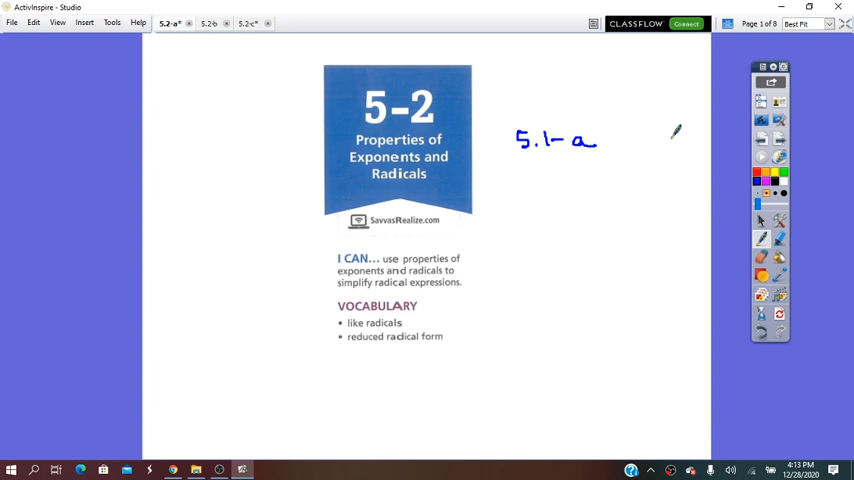 ActivInspire - Studio
File Edit View Insert Tools Help
5.2-a* 5.2-b 5.2-c*
CLASSFLOW Connect
Page 1 of 8
Best Fit
5-2
Properties of
Exponents and
Radicals
SavvasRealize.com
5.1- a
I CAN... use properties of
exponents and radicals to
simplify radical expressions.
VOCABULARY
• like radicals
• reduced radical form
4:13 PM
12/28/2020